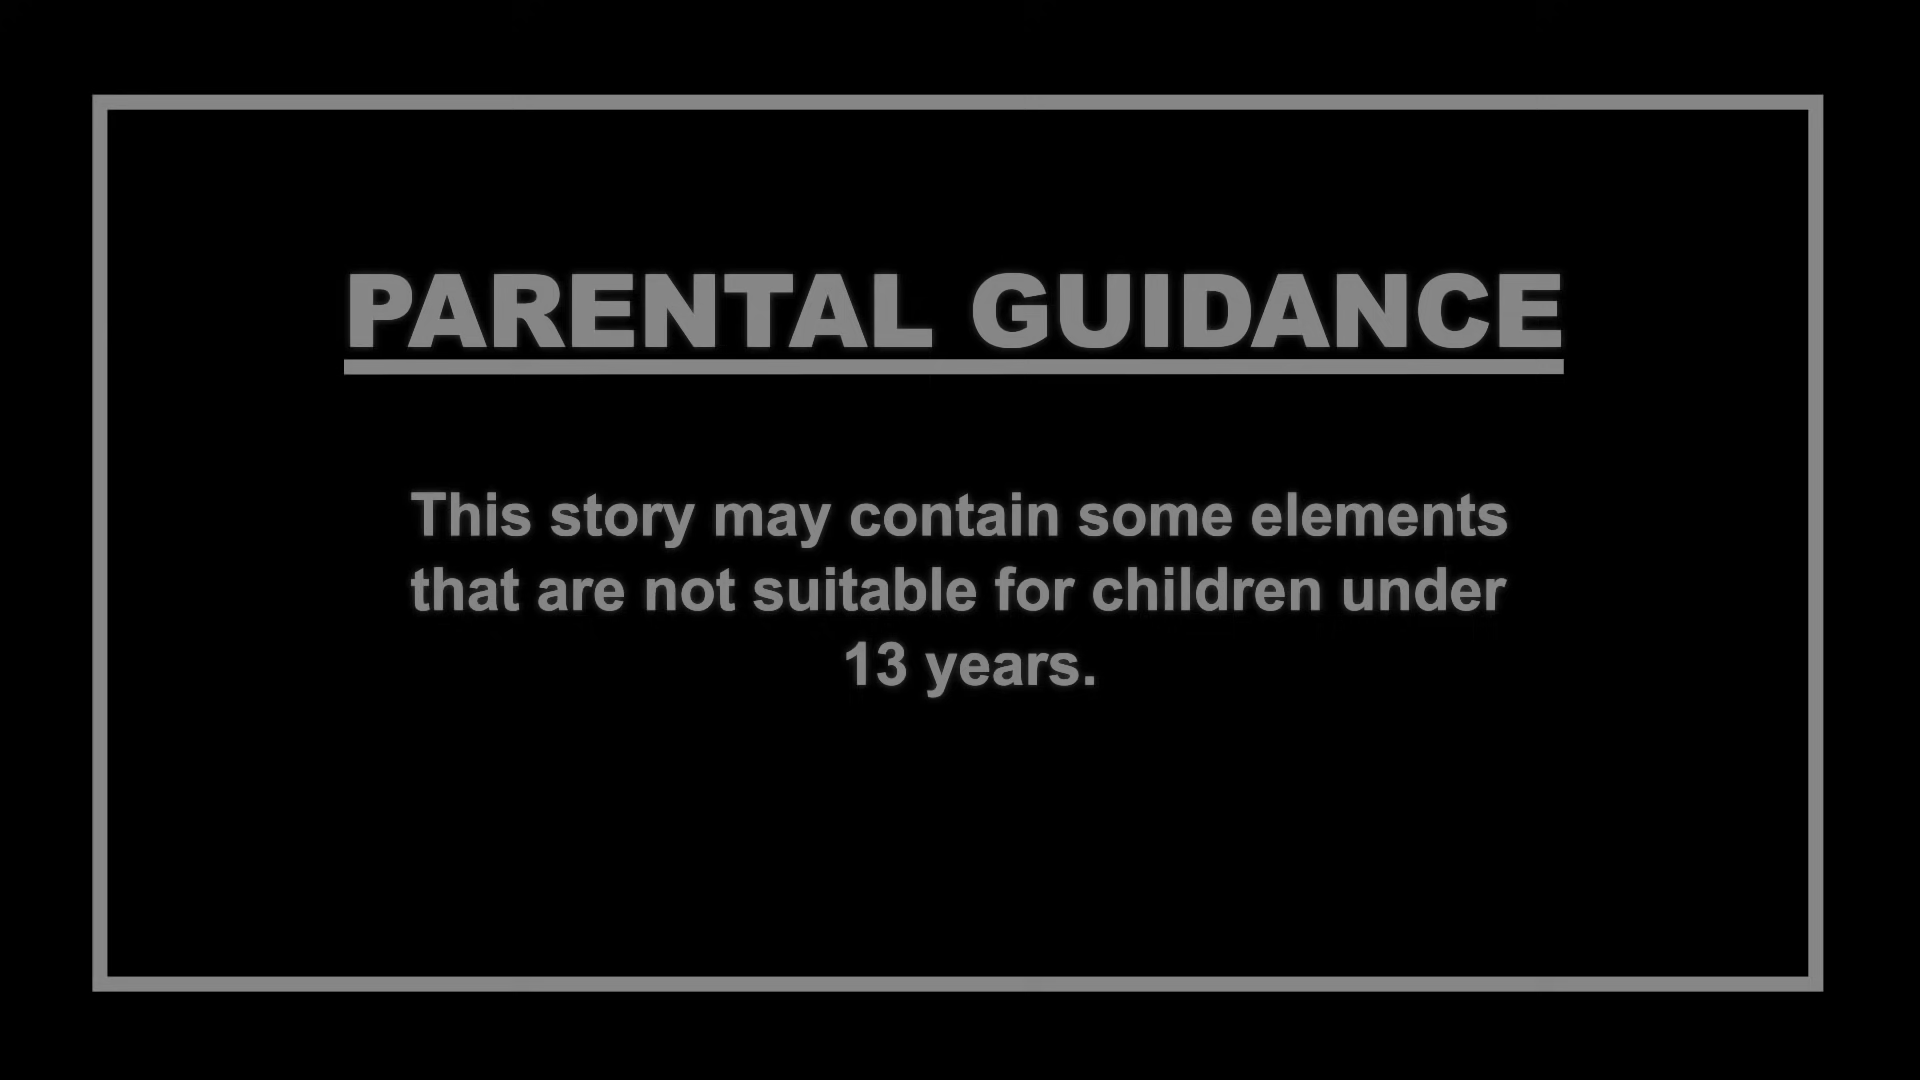 PARENTAL GUIDANCE
This story may contain some elements
that are not suitable for children under
13 years.